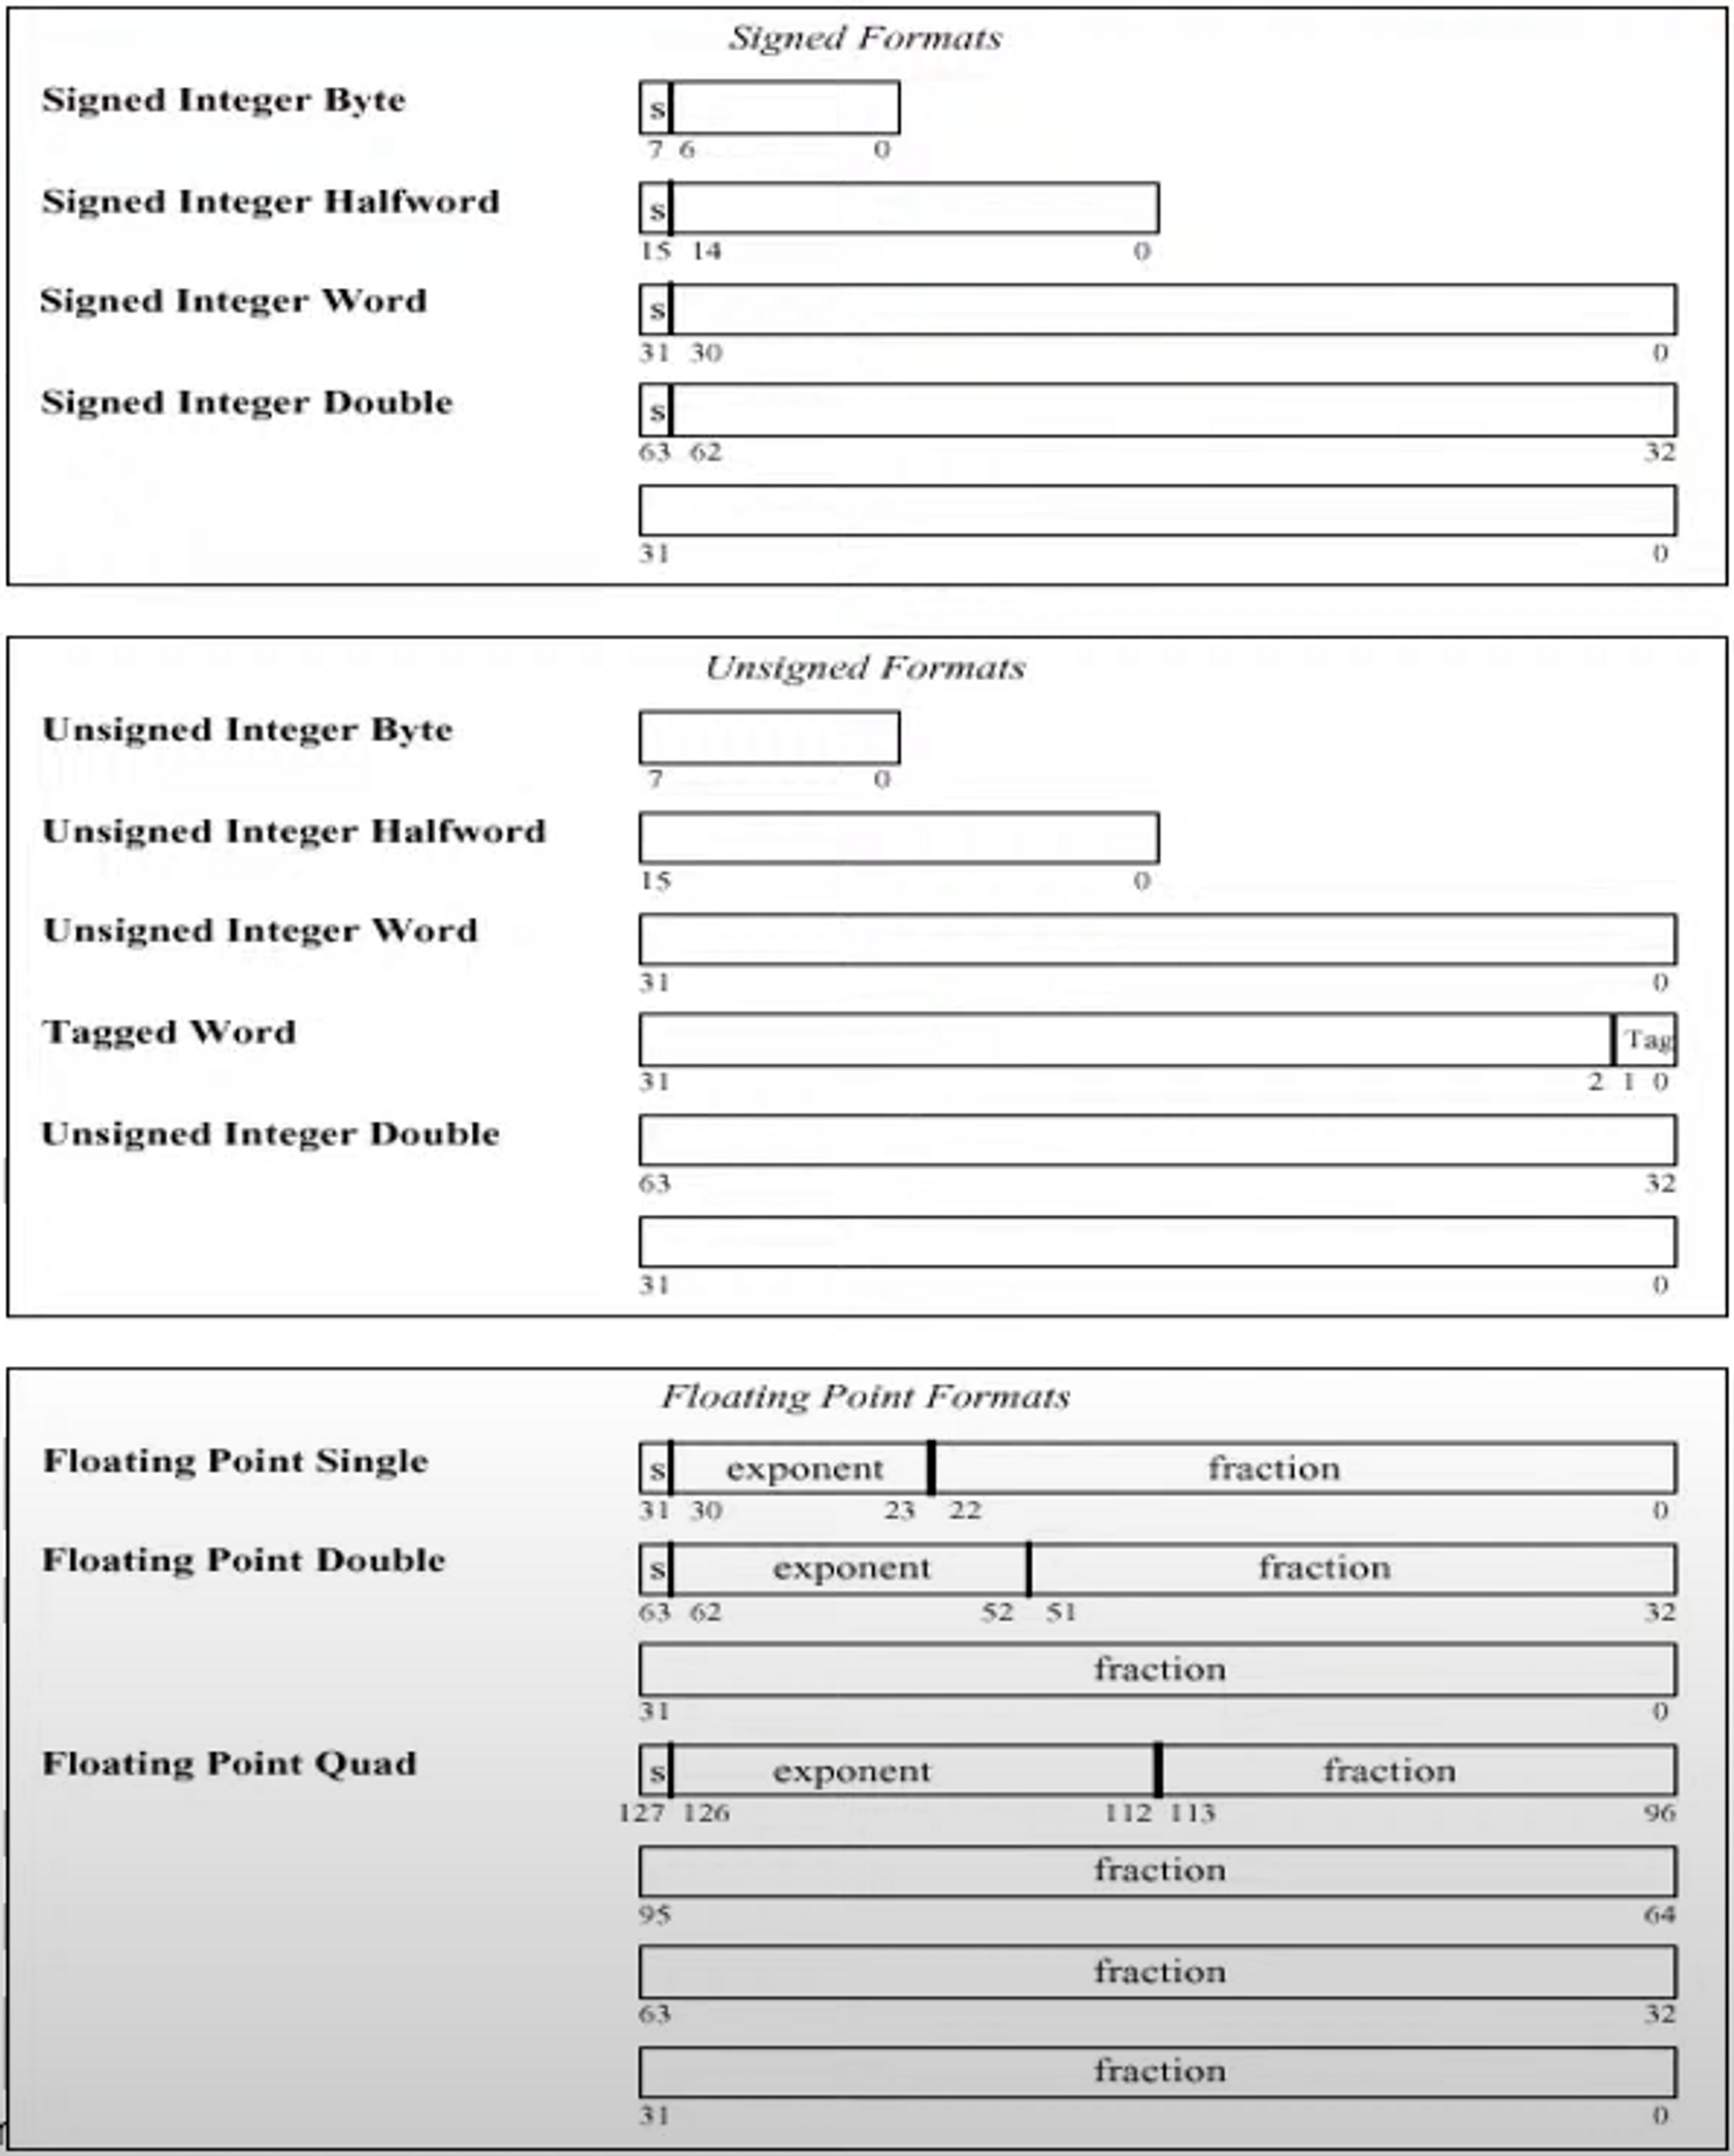 Signed Formats
Signed Integer Byte
s
7 6 0
Signed Integer Halfword
s
15 14 0
Signed Integer Word
s
31 30 0
Signed Integer Double
s
63 62 32
31 0
Unsigned Formats
Unsigned Integer Byte
7 0
Unsigned Integer Halfword
15 0
Unsigned Integer Word
31 0
Tagged Word
Tag
31 2 1 0
Unsigned Integer Double
63 32
31 0
Floating Point Formats
Floating Point Single
s exponent fraction
31 30 23 22 0
Floating Point Double
s exponent fraction
63 62 52 51 32
fraction
31 0
Floating Point Quad
s exponent fraction
127 126 112 113 96
fraction
95 64
fraction
63 32
fraction
31 0